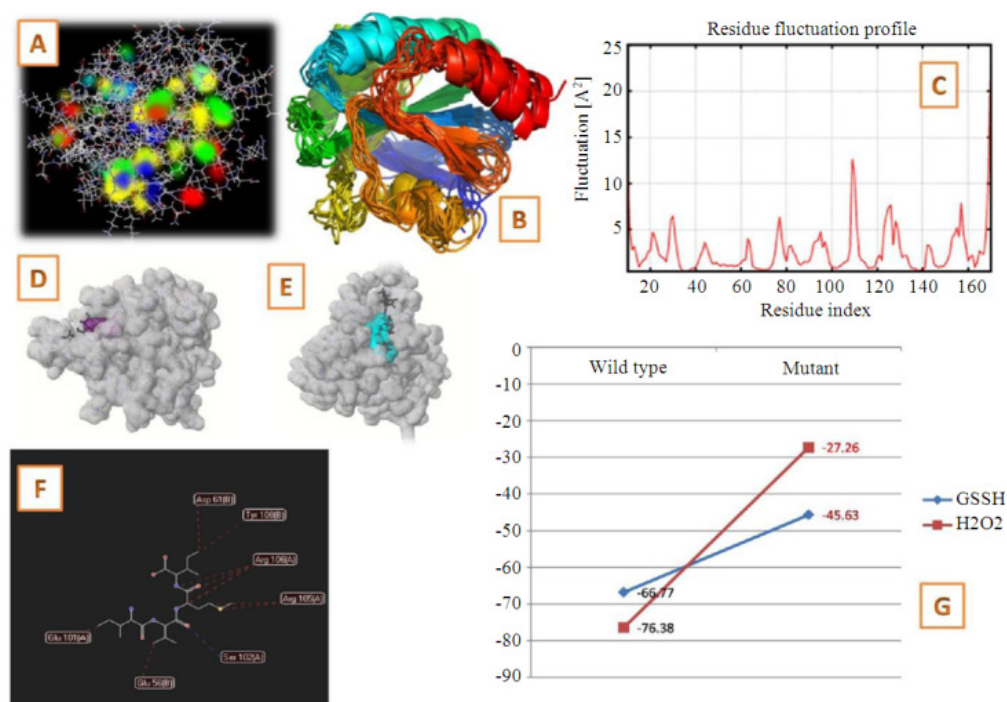 A
B
Residue fluctuation profile
Fluctuation [A²]
25
20
15
10
5
C
20 40 60 80 100 120 140 160
Residue index
D
E
F
Asp 61(B)
Tyr 108(B)
Arg 106(A)
Arg 105(A)
Glu 101(A)
Ser 102(A)
Glu 56(B)
0
-10
-20
-30
-40
-50
-60
-70
-80
-90
Wild type Mutant
-27.26
-45.63
-66.77
-76.38
GSSH
H2O2
G